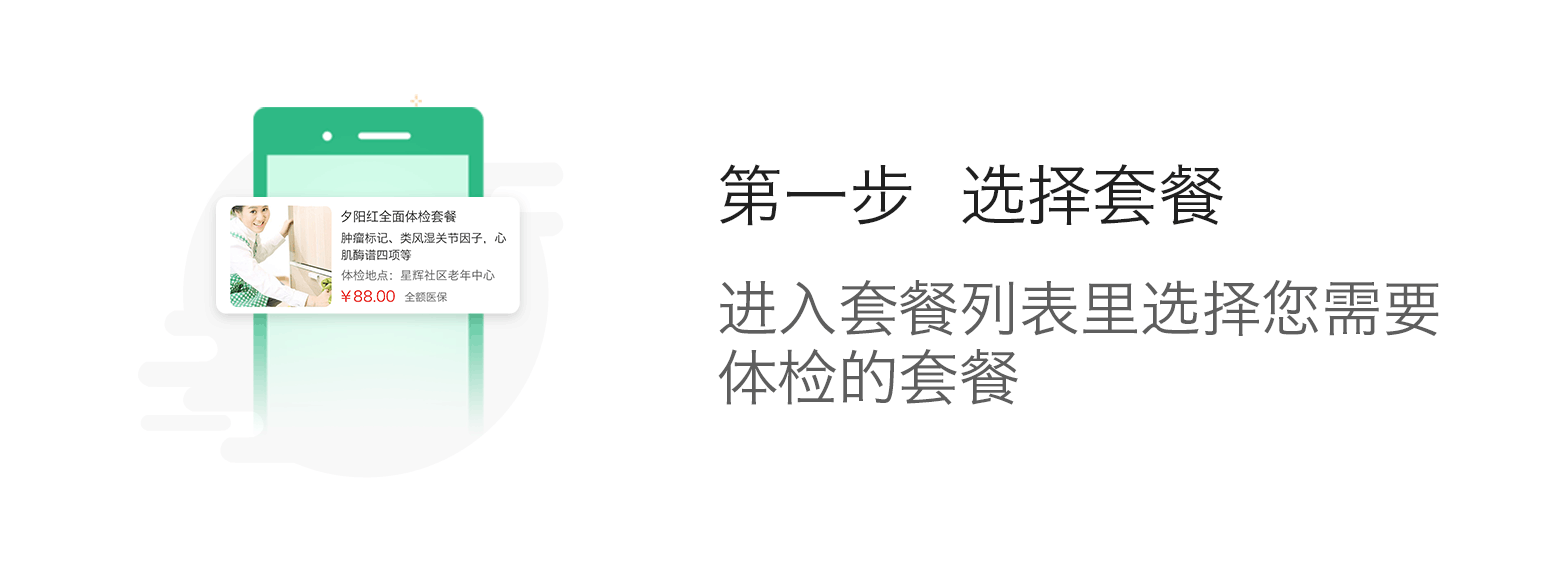 夕阳红全面体检套餐
肿瘤标记、类风湿关节因子，心
肌酶谱四项等
体检地点：星辉社区老年中心
¥88.00 全额医保
第一步 选择套餐
进入套餐列表里选择您需要
体检的套餐